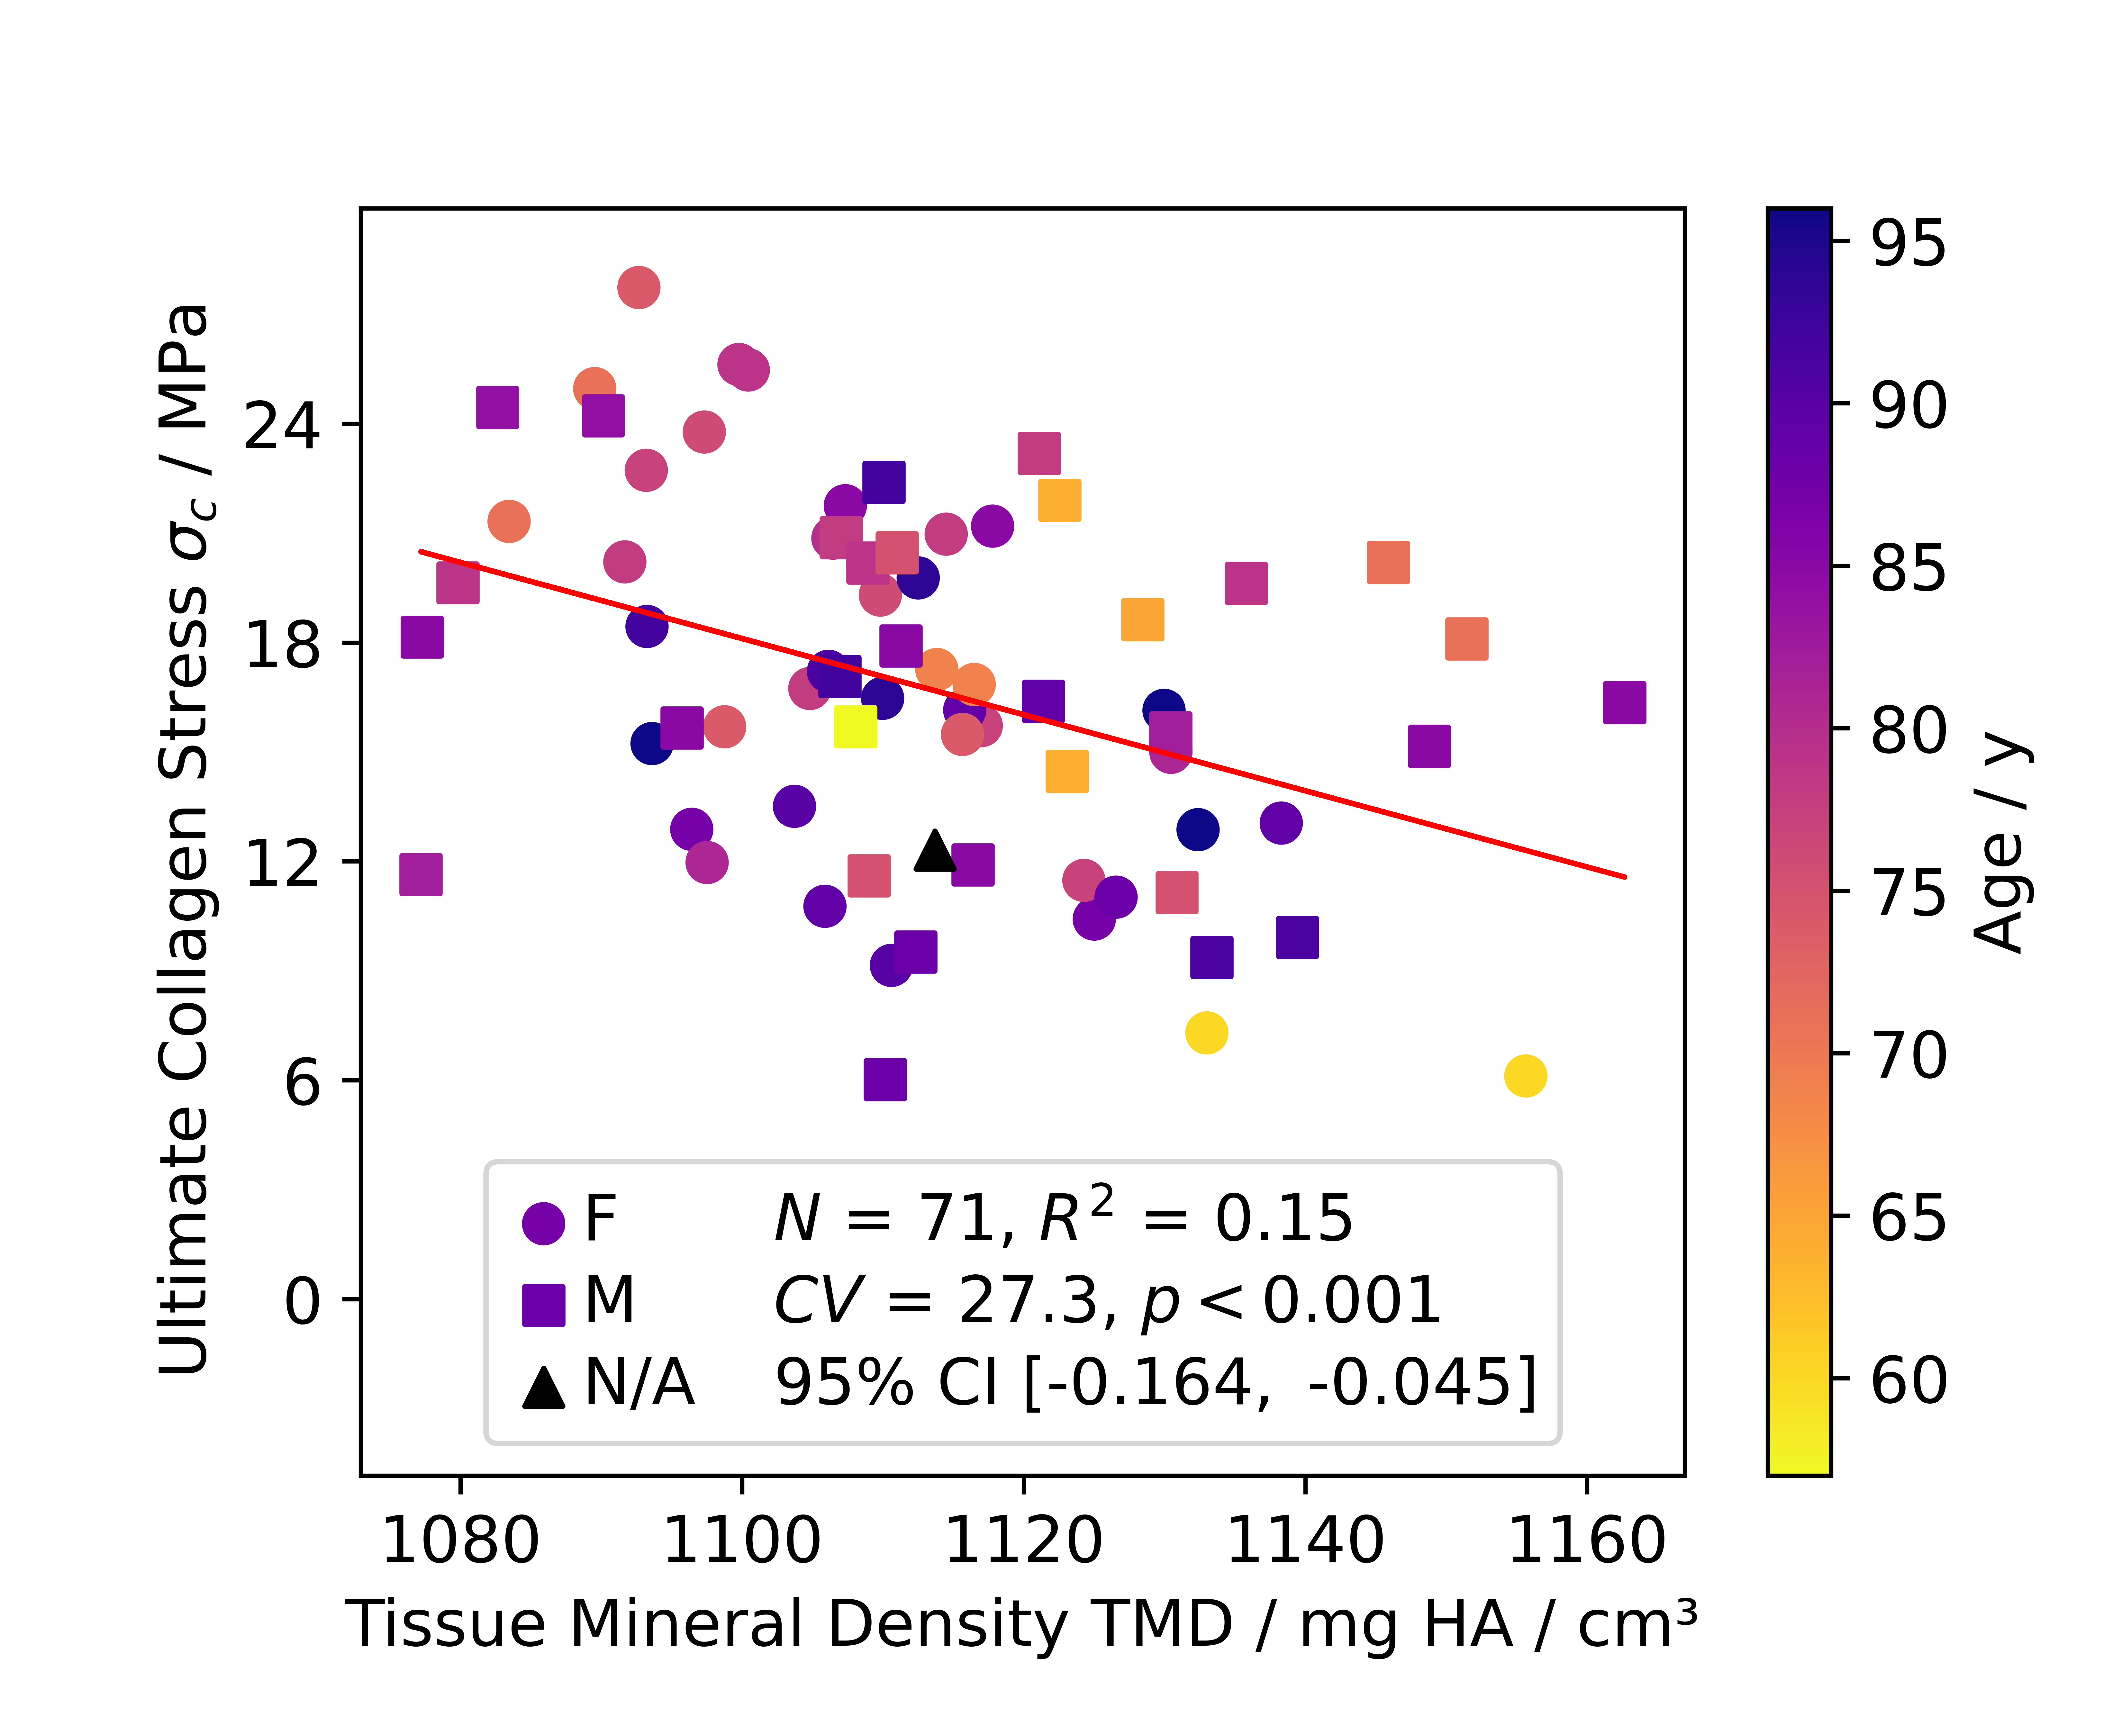 Ultimate Collagen Stress σc / MPa
24
18
12
6
0
F
M
N/A
N = 71, R² = 0.15
CV = 27.3, p < 0.001
95% CI [-0.164, -0.045]
1080 1100 1120 1140 1160
Tissue Mineral Density TMD / mg HA / cm³
95
90
85
80
75
70
65
60
Age / y